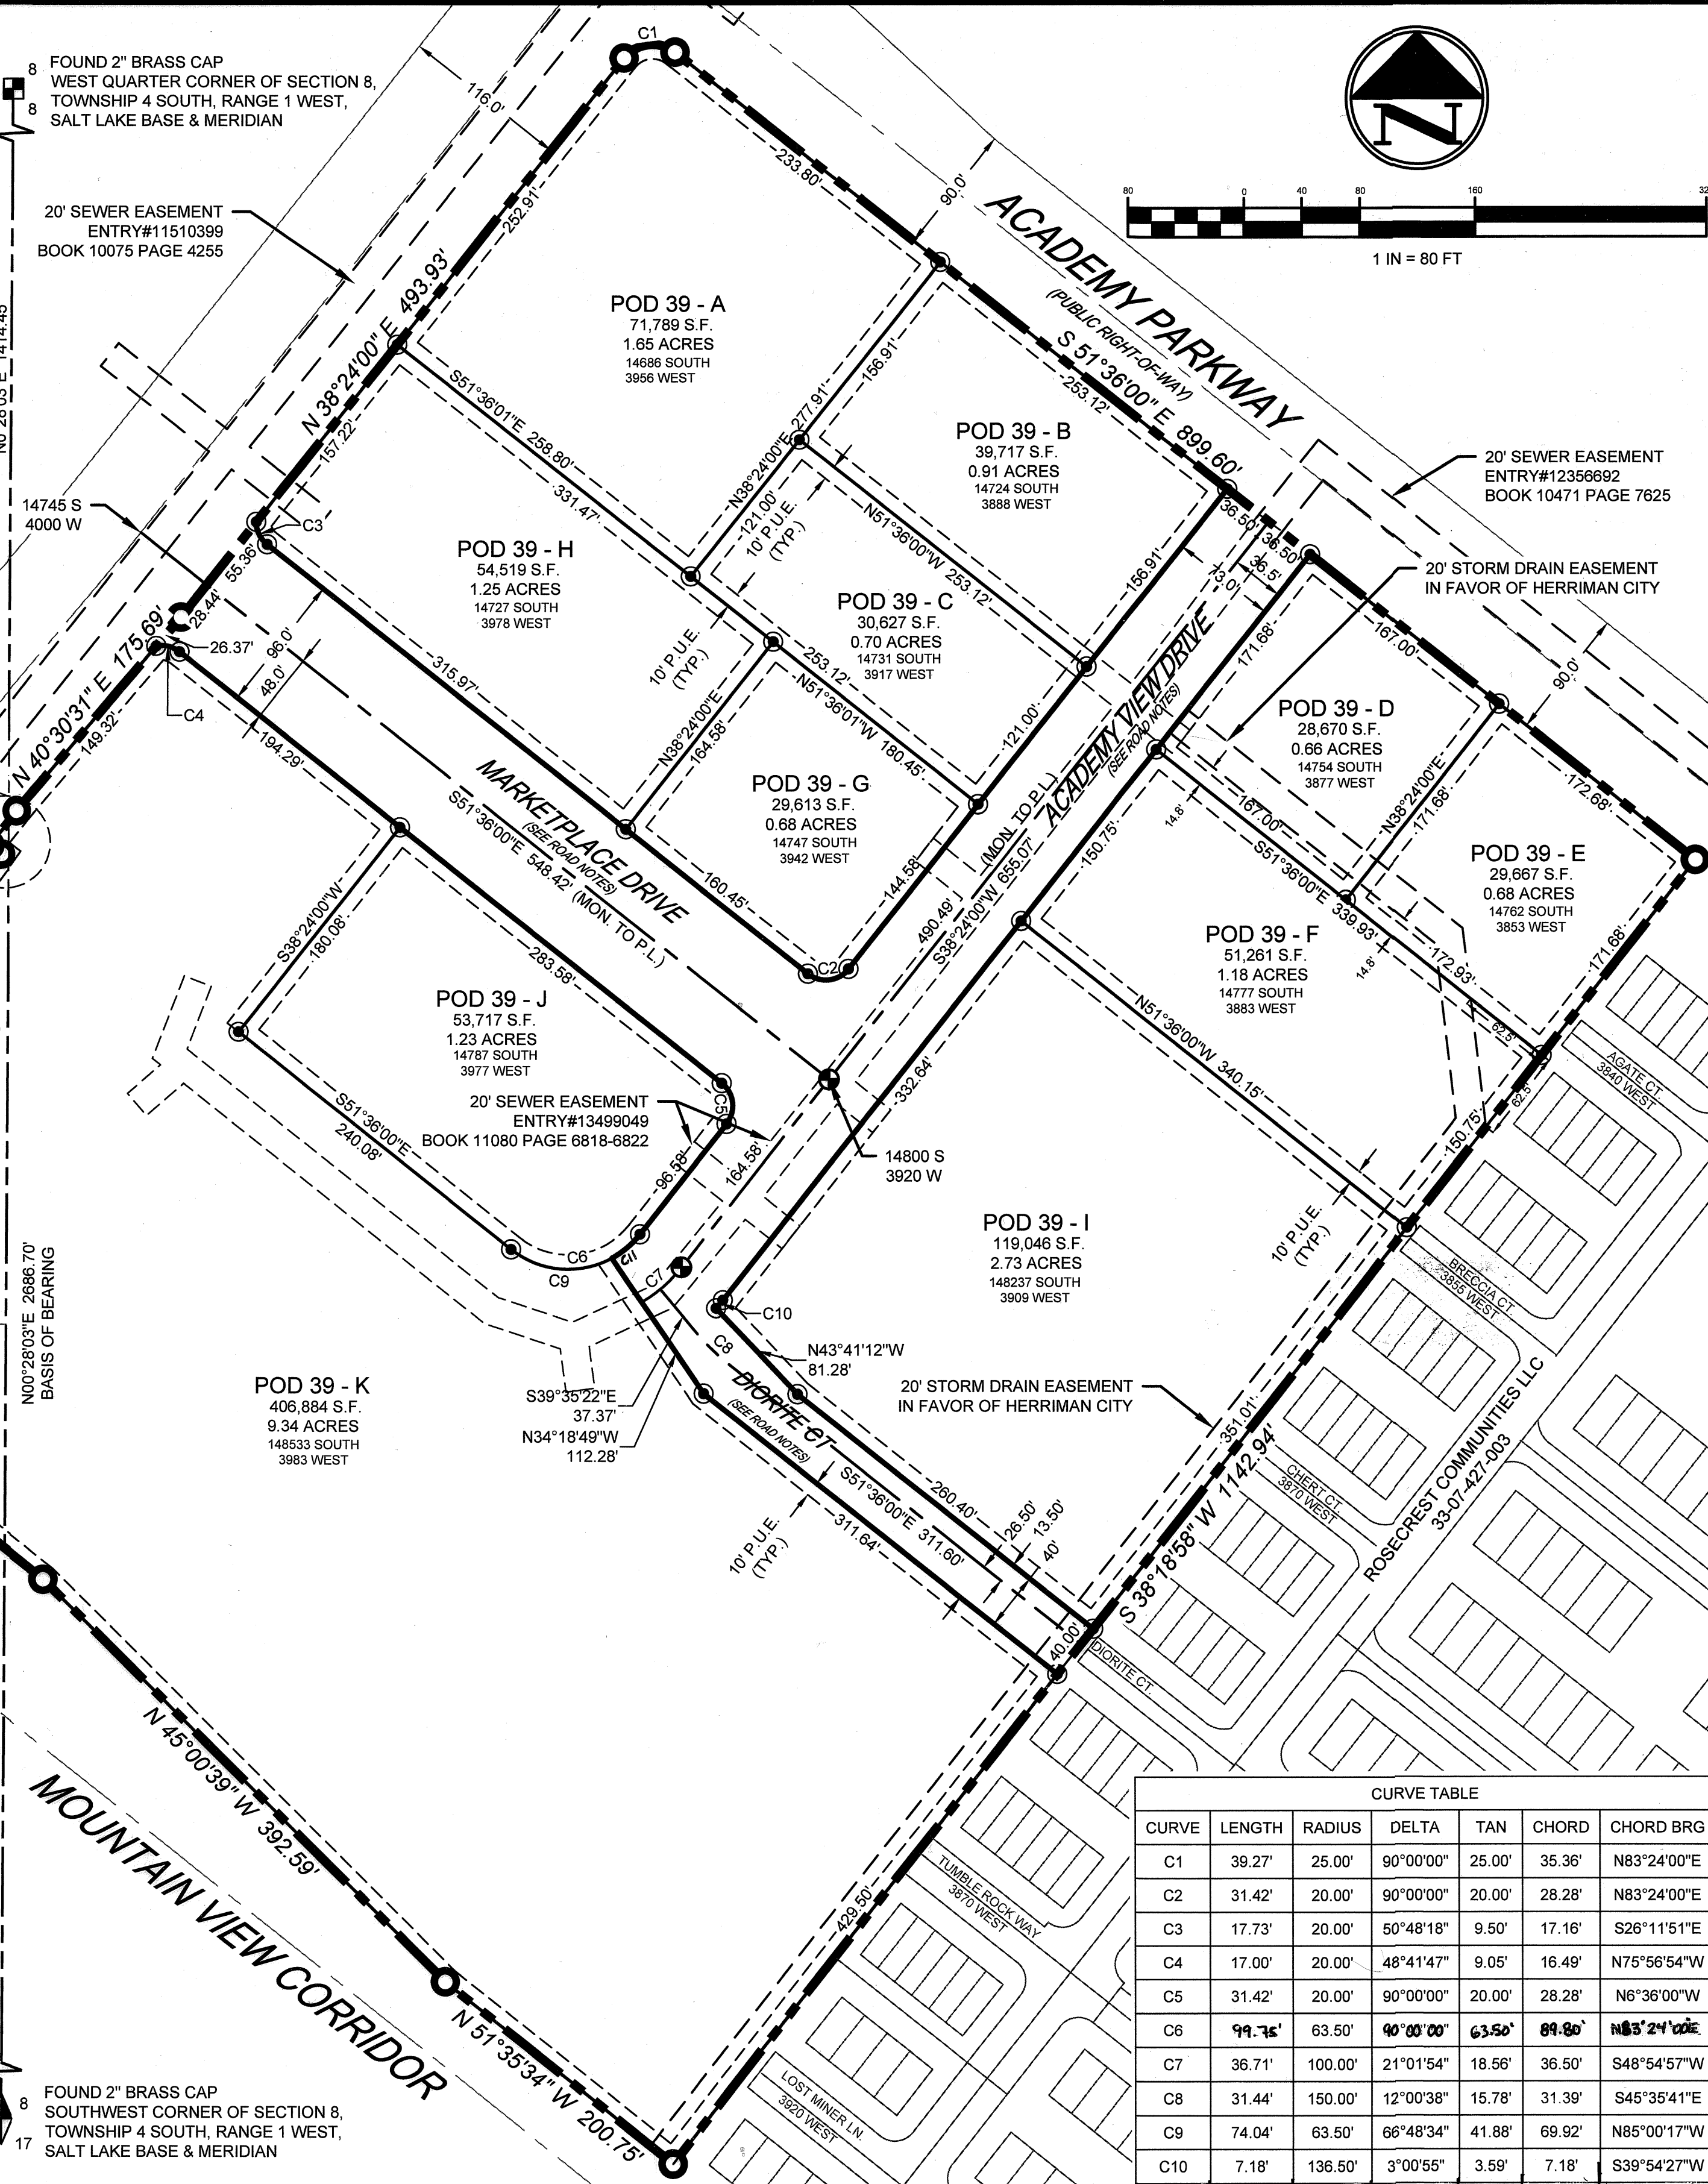 C1
8
FOUND 2" BRASS CAP
WEST QUARTER CORNER OF SECTION 8,
TOWNSHIP 4 SOUTH, RANGE 1 WEST,
SALT LAKE BASE & MERIDIAN
8
116.0'
233.80'
90.0'
N
80 0 40 80 160
1 IN = 80 FT
20' SEWER EASEMENT
ENTRY#11510399
BOOK 10075 PAGE 4255
252.91'
N 38°24'00" E 493.93'
ACADEMY PARKWAY
(PUBLIC RIGHT-OF-WAY)
S 51°36'00" E 899.60'
253.12'
POD 39 - A
71,789 S.F.
1.65 ACRES
14686 SOUTH
3956 WEST
156.91'
N38°24'00"E 277.91'
S51°36'01"E 258.80'
331.47'
157.22'
121.00'
10' P.U.E.
(TYP.)
POD 39 - B
39,717 S.F.
0.91 ACRES
14724 SOUTH
3888 WEST
N51°36'00"W 253.12'
156.91'
20' SEWER EASEMENT
ENTRY#12356692
BOOK 10471 PAGE 7625
36.50'
36.50'
36.5'
73.0'
14745 S
4000 W
C3
55.36'
28.44'
26.37'
C4
96.0'
48.0'
POD 39 - H
54,519 S.F.
1.25 ACRES
14727 SOUTH
3978 WEST
POD 39 - C
30,627 S.F.
0.70 ACRES
14731 SOUTH
3917 WEST
10' P.U.E.
(TYP.)
253.12'
N51°36'01"W 180.45'
121.00'
20' STORM DRAIN EASEMENT
IN FAVOR OF HERRIMAN CITY
171.68'
167.00'
90.0'
N 40°30'31" E 175.69'
149.32'
194.29'
315.97'
N38°24'00"E
164.58'
MARKETPLACE DRIVE
(SEE ROAD NOTES)
S51°36'00"E 548.42' (MON. TO P.L.)
POD 39 - G
29,613 S.F.
0.68 ACRES
14747 SOUTH
3942 WEST
160.45'
144.58'
C2
ACADEMY VIEW DRIVE
(SEE ROAD NOTES)
(MON. TO P.L.)
490.49'
S38°24'00"W 655.07'
150.75'
POD 39 - D
28,670 S.F.
0.66 ACRES
14754 SOUTH
3877 WEST
N38°24'00"E
171.68'
172.68'
14.8'
167.00'
S51°36'00"E 339.93'
172.93'
14.8'
62.5'
62.5'
POD 39 - E
29,667 S.F.
0.68 ACRES
14762 SOUTH
3853 WEST
171.68'
POD 39 - F
51,261 S.F.
1.18 ACRES
14777 SOUTH
3883 WEST
N51°36'00"W 340.15'
150.75'
AGATE CT.
3840 WEST
S38°24'00"W
180.08'
283.58'
POD 39 - J
53,717 S.F.
1.23 ACRES
14787 SOUTH
3977 WEST
20' SEWER EASEMENT
ENTRY#13499049
BOOK 11080 PAGE 6818-6822
C5
S51°36'00"E
240.08'
96.58'
164.58'
332.64'
14800 S
3920 W
C6
C9
C11
C7
C10
C8
POD 39 - I
119,046 S.F.
2.73 ACRES
148237 SOUTH
3909 WEST
10' P.U.E.
(TYP.)
BRECCIA CT.
3855 WEST
N00°28'03"E 2686.70'
BASIS OF BEARING
N43°41'12"W
81.28'
S39°35'22"E
37.37'
N34°18'49"W
112.28'
DIORITE CT
(SEE ROAD NOTES)
20' STORM DRAIN EASEMENT
IN FAVOR OF HERRIMAN CITY
POD 39 - K
406,884 S.F.
9.34 ACRES
148533 SOUTH
3983 WEST
S51°36'00"E 311.60'
260.40'
311.64'
26.50'
13.50'
40'
10' P.U.E.
(TYP.)
351.01'
S 38°18'58" W 1142.94'
CHERT CT.
3870 WEST
ROSECREST COMMUNITIES LLC
33-07-427-003
40.00'
DIORITE CT.
N 45°00'39" W 392.59'
MOUNTAIN VIEW CORRIDOR
N 51°35'34" W 200.75'
429.50'
TUMBLE ROCK WAY
3870 WEST
LOST MINER LN.
3920 WEST
8
FOUND 2" BRASS CAP
SOUTHWEST CORNER OF SECTION 8,
TOWNSHIP 4 SOUTH, RANGE 1 WEST,
SALT LAKE BASE & MERIDIAN
17
CURVE TABLE
CURVE LENGTH RADIUS DELTA TAN CHORD CHORD BRG
C1 39.27' 25.00' 90°00'00" 25.00' 35.36' N83°24'00"E
C2 31.42' 20.00' 90°00'00" 20.00' 28.28' N83°24'00"E
C3 17.73' 20.00' 50°48'18" 9.50' 17.16' S26°11'51"E
C4 17.00' 20.00' 48°41'47" 9.05' 16.49' N75°56'54"W
C5 31.42' 20.00' 90°00'00" 20.00' 28.28' N6°36'00"W
C6 99.75' 63.50' 90°00'00" 63.50' 89.80' N83°24'00E
C7 36.71' 100.00' 21°01'54" 18.56' 36.50' S48°54'57"W
C8 31.44' 150.00' 12°00'38" 15.78' 31.39' S45°35'41"E
C9 74.04' 63.50' 66°48'34" 41.88' 69.92' N85°00'17"W
C10 7.18' 136.50' 3°00'55" 3.59' 7.18' S39°54'27"W